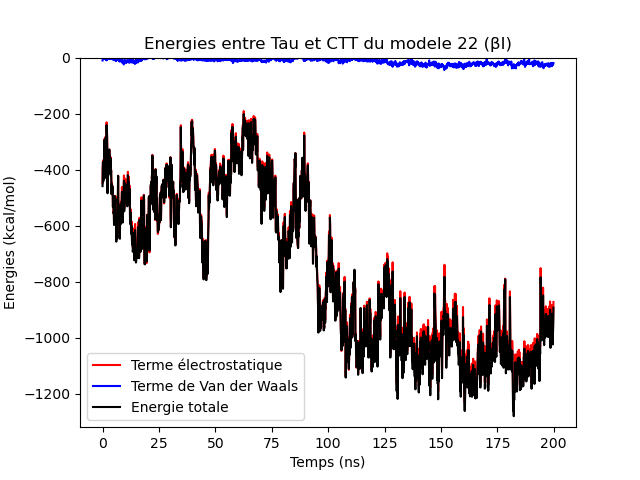 Energies entre Tau et CTT du modele 22 (βI)
Energies (kcal/mol)
0
−200
−400
−600
−800
−1000
−1200
Terme électrostatique
Terme de Van der Waals
Energie totale
0 25 50 75 100 125 150 175 200
Temps (ns)